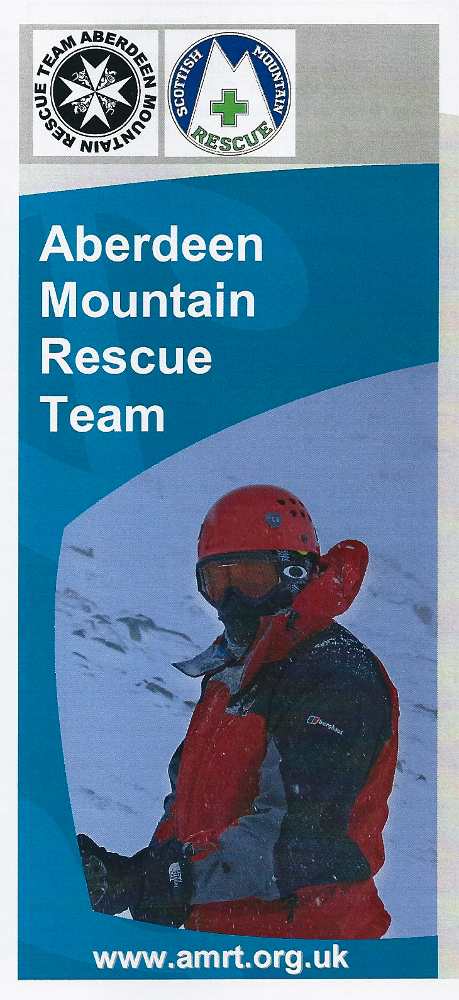 ABERDEEN MOUNTAIN RESCUE TEAM
SCOTTISH MOUNTAIN
RESCUE
Aberdeen
Mountain
Rescue
Team
berghaus
THE
NORTH
FACE
www.amrt.org.uk